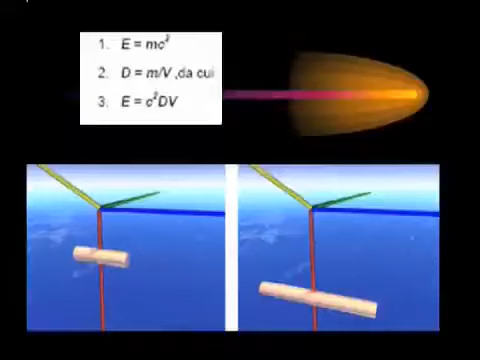 1. E = mc²
2. D = m/V ,da cui
3. E = c²DV